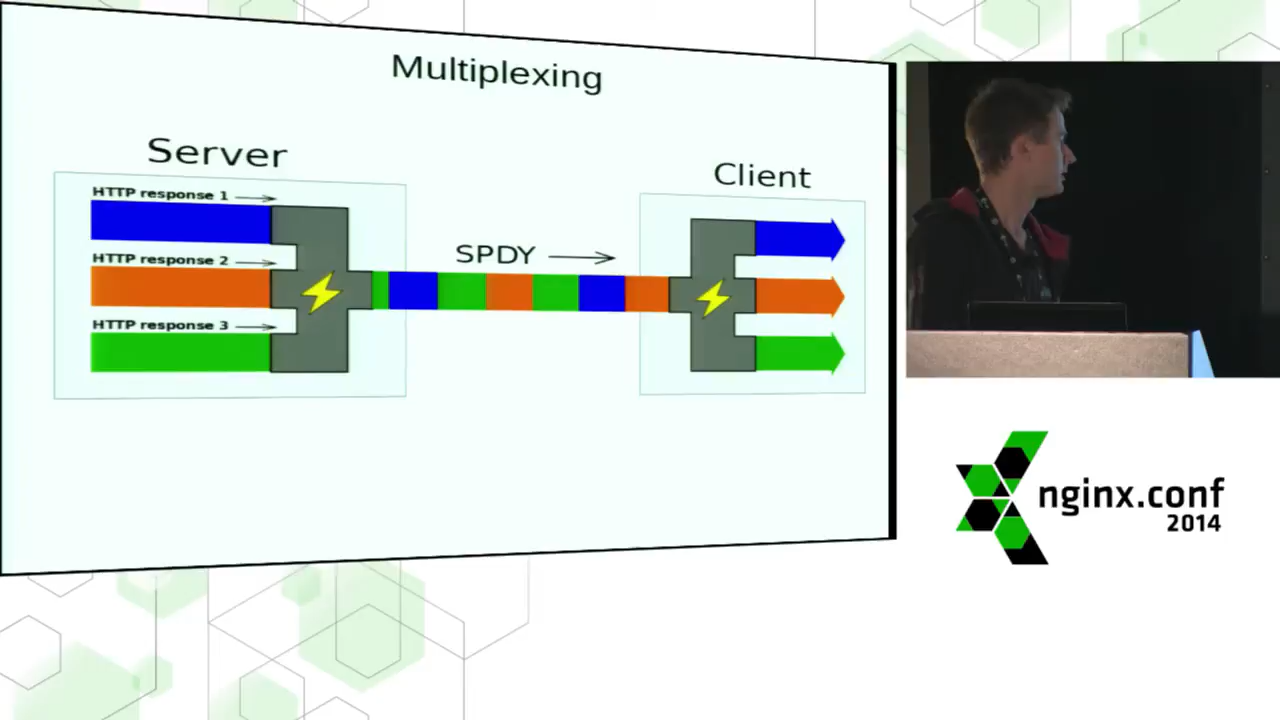 Multiplexing
Server
Client
HTTP response 1
HTTP response 2
HTTP response 3
SPDY
nginx.conf
2014